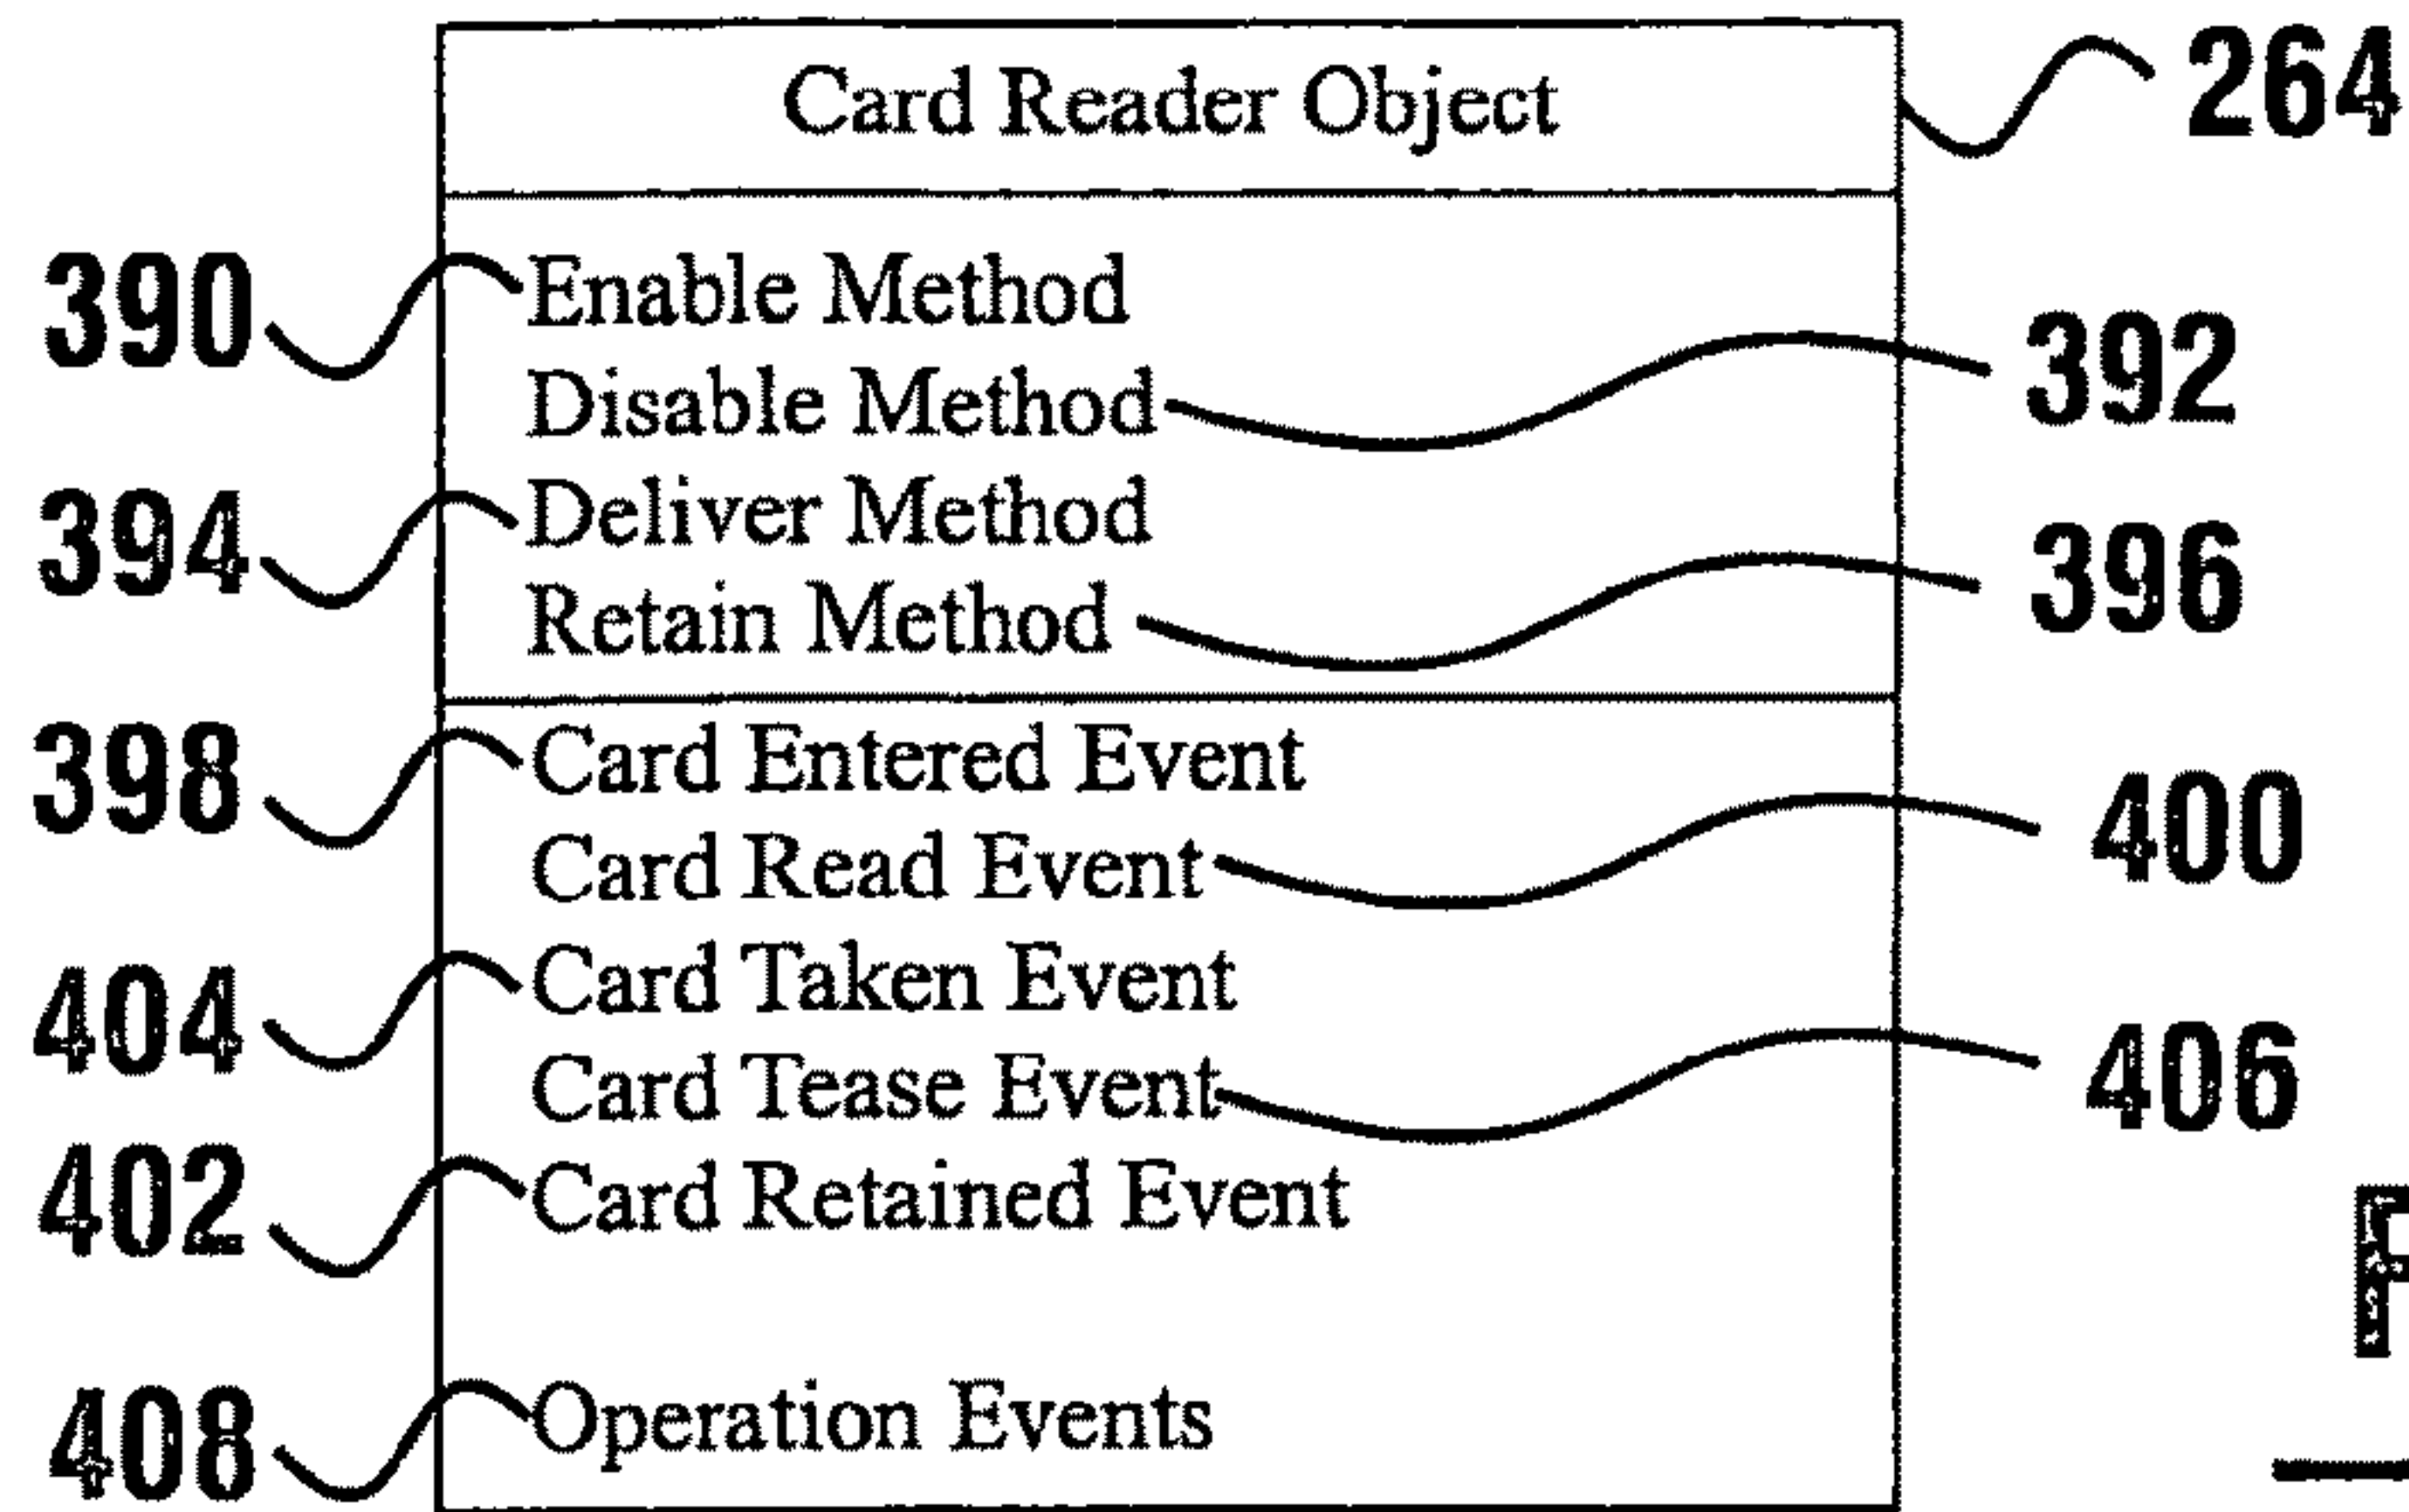 Card Reader Object 264
390 Enable Method
Disable Method 392
394 Deliver Method
Retain Method 396
398 Card Entered Event
Card Read Event 400
404 Card Taken Event
Card Tease Event 406
402 Card Retained Event
F
408 Operation Events